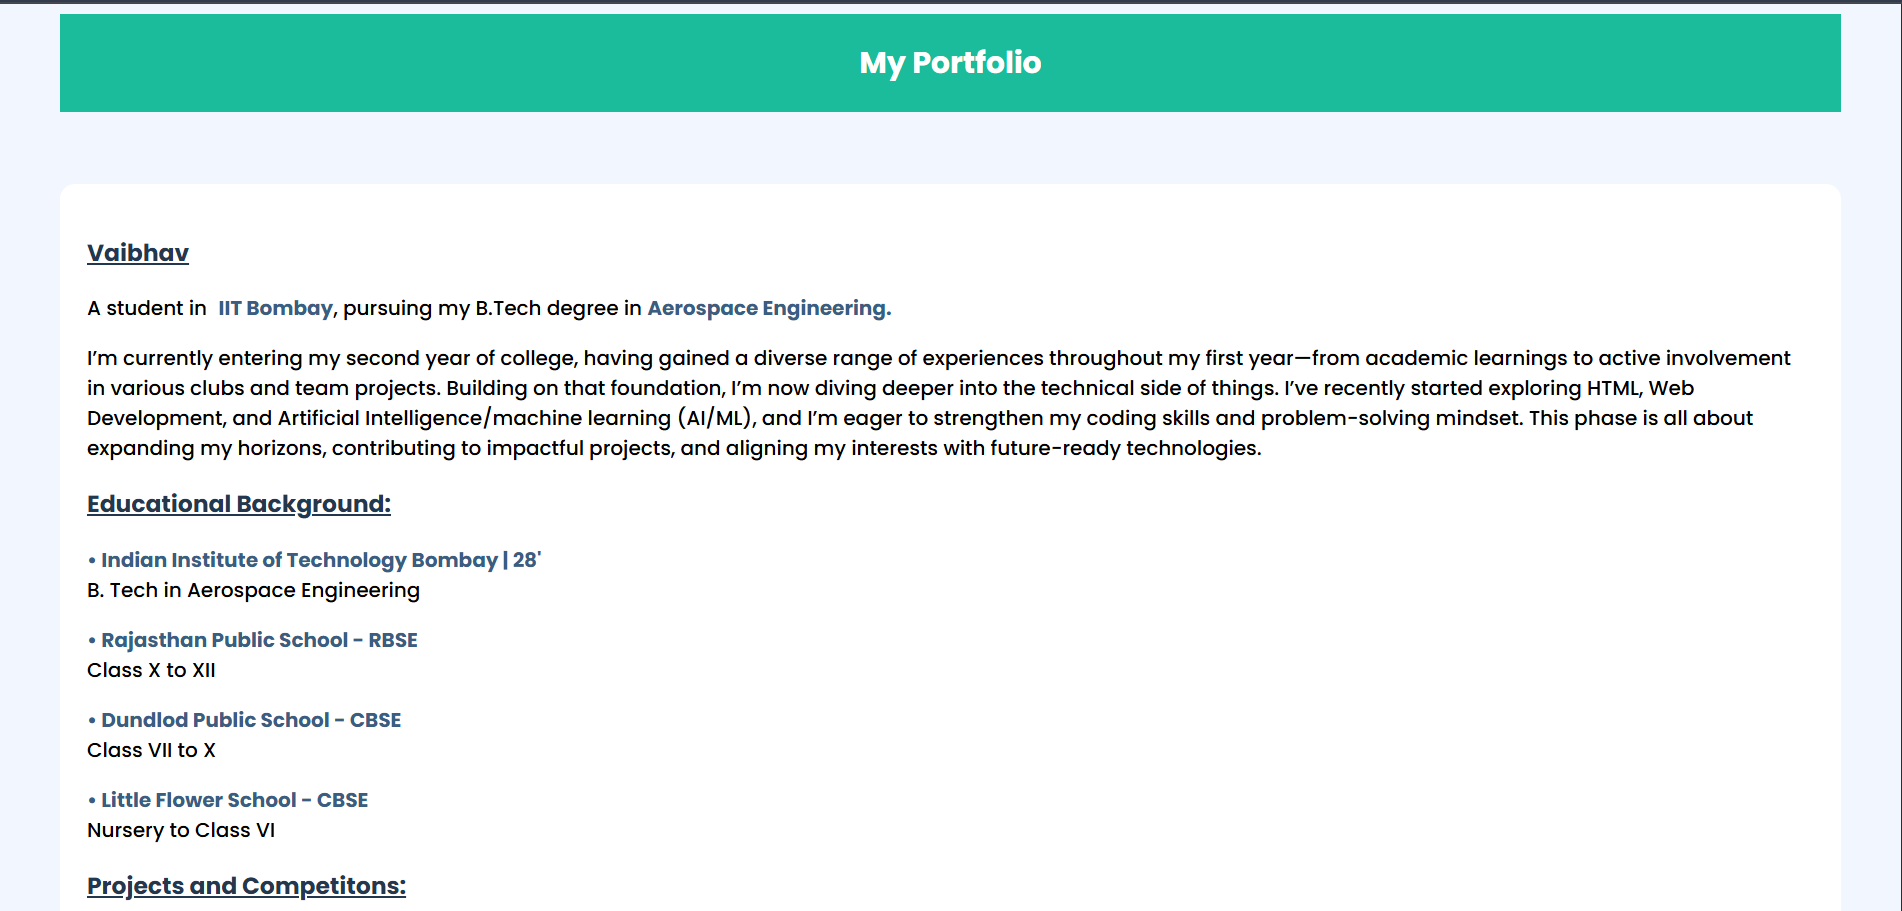 My Portfolio
Vaibhav
A student in IIT Bombay, pursuing my B.Tech degree in Aerospace Engineering.
I’m currently entering my second year of college, having gained a diverse range of experiences throughout my first year—from academic learnings to active involvement
in various clubs and team projects. Building on that foundation, I’m now diving deeper into the technical side of things. I’ve recently started exploring HTML, Web
Development, and Artificial Intelligence/machine learning (AI/ML), and I’m eager to strengthen my coding skills and problem-solving mindset. This phase is all about
expanding my horizons, contributing to impactful projects, and aligning my interests with future-ready technologies.
Educational Background:
• Indian Institute of Technology Bombay | 28'
B. Tech in Aerospace Engineering
• Rajasthan Public School - RBSE
Class X to XII
• Dundlod Public School - CBSE
Class VII to X
• Little Flower School - CBSE
Nursery to Class VI
Projects and Competitons: